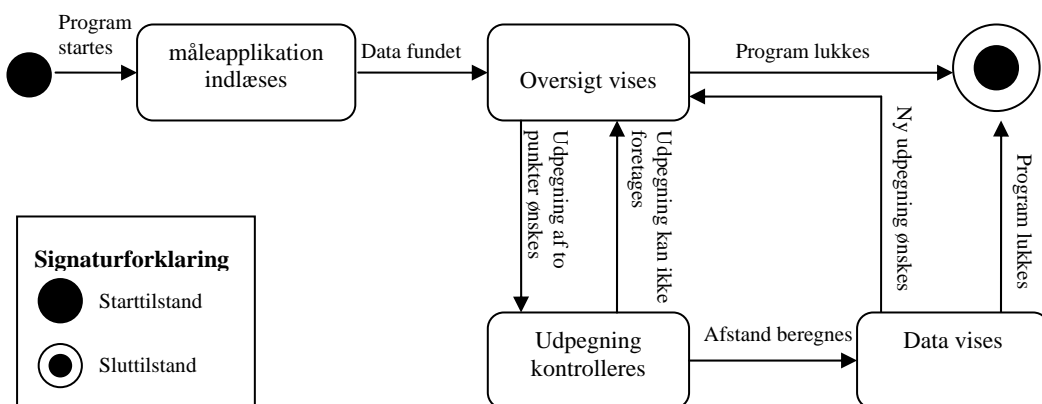 Program
startes
måleapplikation
indlæses
Data fundet
Oversigt vises
Program lukkes
Udpegning af to
punkter ønskes
Udpegning kan ikke
foretages
Ny udpegning ønskes
Program lukkes
Signaturforklaring
Starttilstand
Sluttilstand
Udpegning
kontrolleres
Afstand beregnes
Data vises